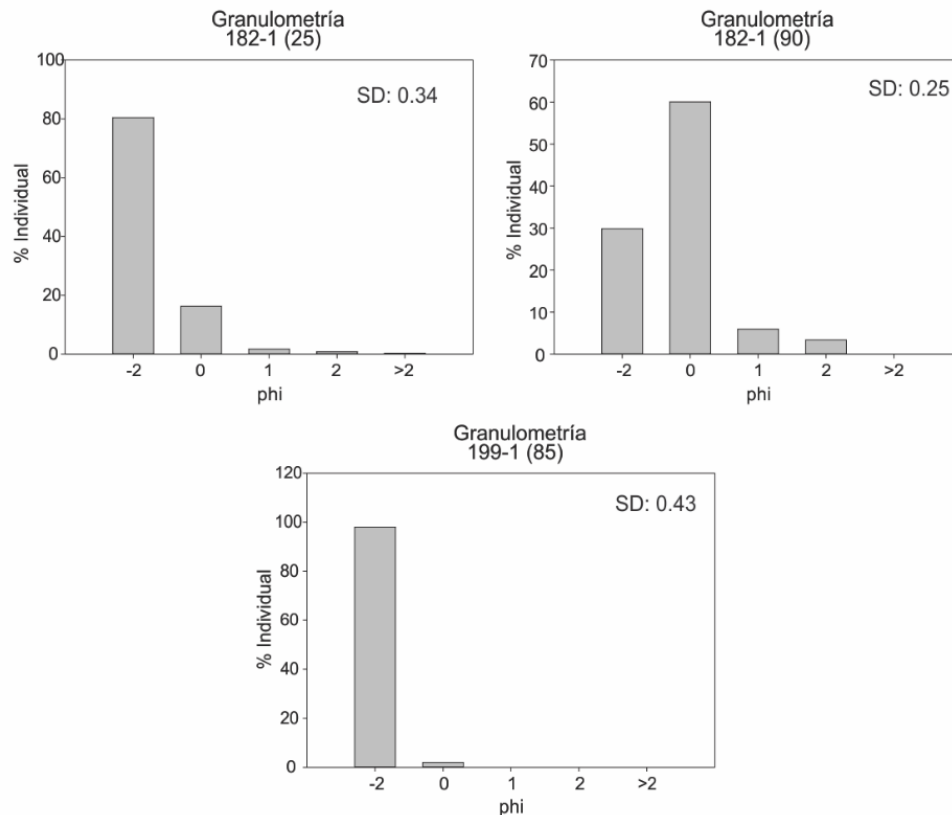 Granulometría
182-1 (25)
SD: 0.34
% Individual
100
80
60
40
20
0
-2 0 1 2 >2
phi
Granulometría
182-1 (90)
SD: 0.25
% Individual
70
60
50
40
30
20
10
0
-2 0 1 2 >2
phi
Granulometría
199-1 (85)
SD: 0.43
% Individual
120
100
80
60
40
20
0
-2 0 1 2 >2
phi